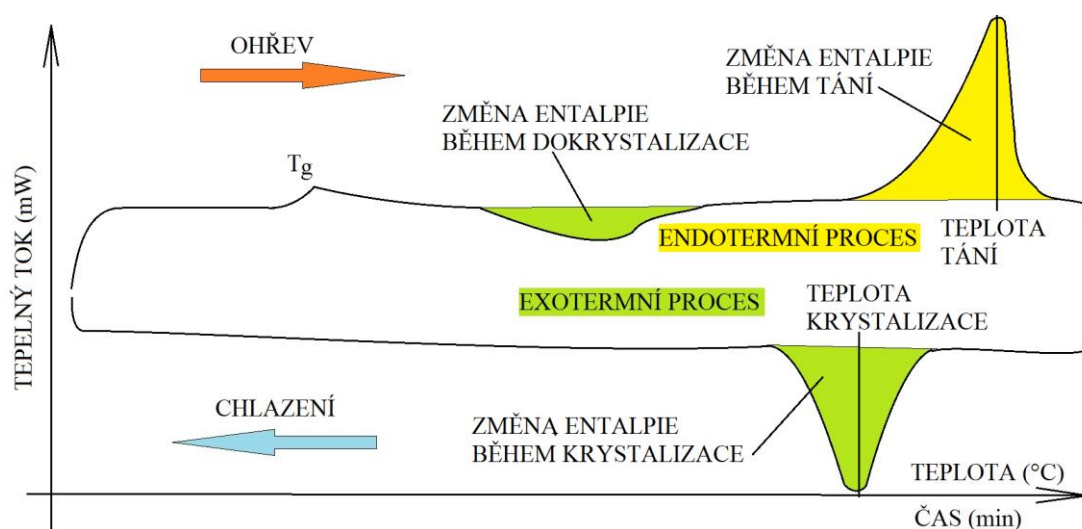 OHŘEV
ZMĚNA ENTALPIE
BĚHEM TÁNÍ
ZMĚNA ENTALPIE
BĚHEM DOKRYSTALIZACE
Tg
TEPELNÝ TOK (mW)
ENDOTERMNÍ PROCES
TEPLOTA
TÁNÍ
EXOTERMNÍ PROCES
TEPLOTA
KRYSTALIZACE
CHLAZENÍ
ZMĚNA ENTALPIE
BĚHEM KRYSTALIZACE
TEPLOTA (°C)
ČAS (min)